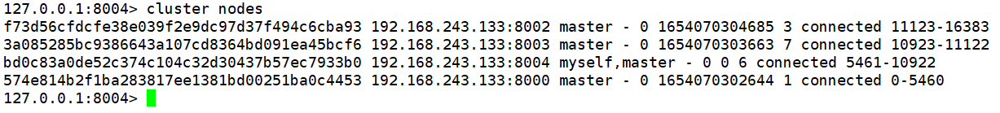 127.0.0.1:8004> cluster nodes
f73d56cfdcfe38e039f2e9dc97d37f494c6cba93 192.168.243.133:8002 master - 0 1654070304685 3 connected 11123-16383
3a085285bc9386643a107cd8364bd091ea45bcf6 192.168.243.133:8003 master - 0 1654070303663 7 connected 10923-11122
bd0c83a0de52c374c104c32d30437b57ec7933b0 192.168.243.133:8004 myself,master - 0 0 6 connected 5461-10922
574e814b2f1ba283817ee1381bd00251ba0c4453 192.168.243.133:8000 master - 0 1654070302644 1 connected 0-5460
127.0.0.1:8004>